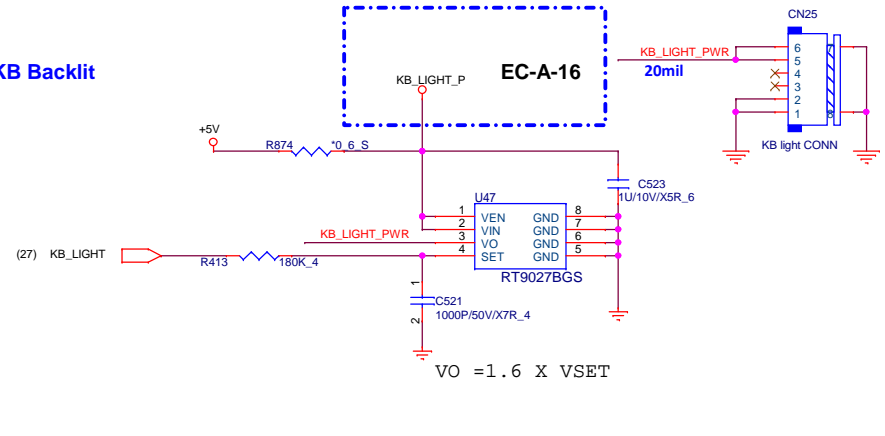 CN25
KB_LIGHT_PWR
20mil
6
5
4
3
2
1
7
8
KB light CONN
KB Backlit
KB_LIGHT_P
EC-A-16
+5V
R874
*0_6_S
C523
1U/10V/X5R_6
U47
1 VEN GND 8
2 VIN GND 7
3 VO GND 6
4 SET GND 5
RT9027BGS
KB_LIGHT_PWR
(27) KB_LIGHT
R413
180K_4
1
C521
1000P/50V/X7R_4
2
VO =1.6 X VSET